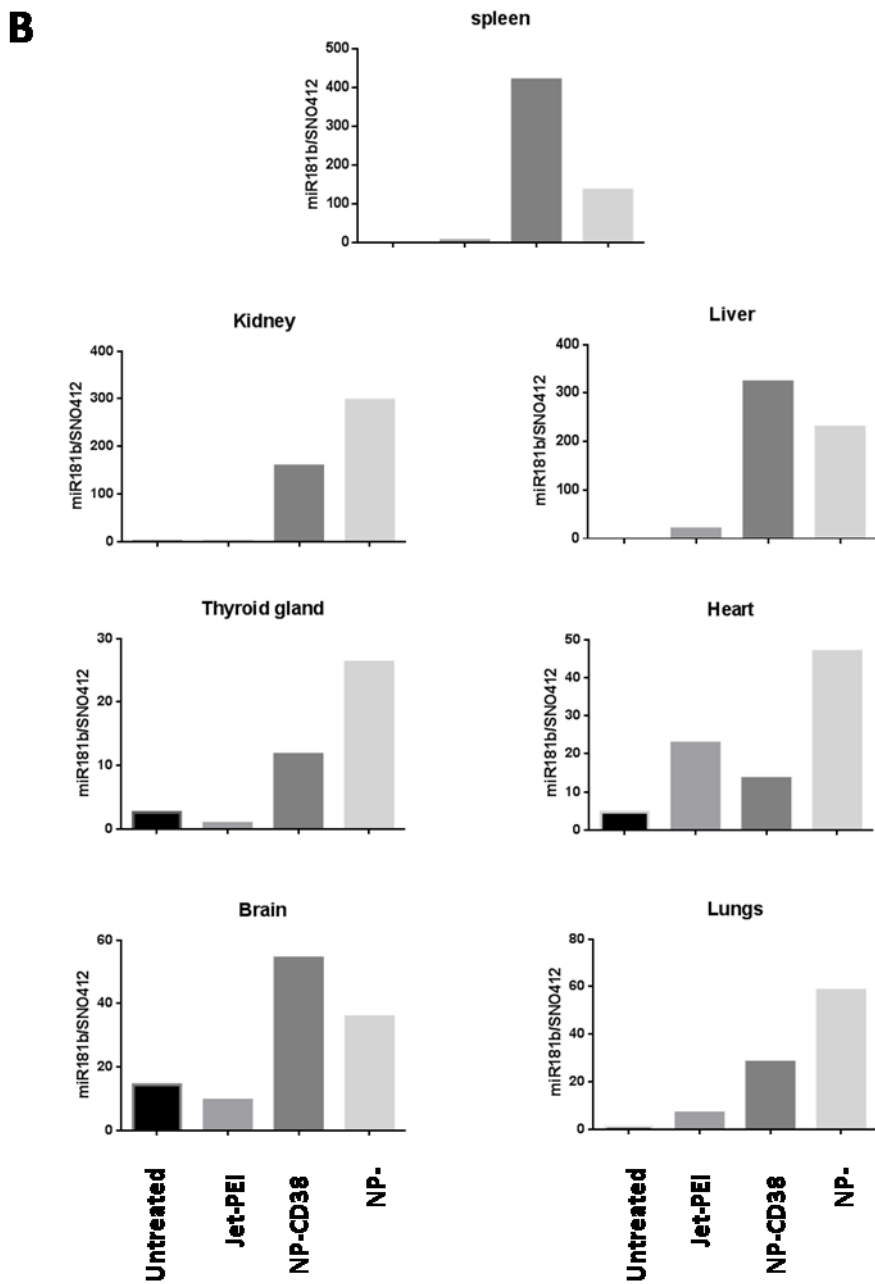 B
spleen
miR181b/SNO412
500
400
300
200
100
0
Kidney
miR181b/SNO412
400
300
200
100
0
Liver
miR181b/SNO412
400
300
200
100
0
Thyroid gland
miR181b/SNO412
30
20
10
0
Heart
miR181b/SNO412
50
40
30
20
10
0
Brain
miR181b/SNO412
60
40
20
0
Lungs
miR181b/SNO412
80
60
40
20
0
Untreated
Jet-PEI
NP-CD38
NP-
Untreated
Jet-PEI
NP-CD38
NP-